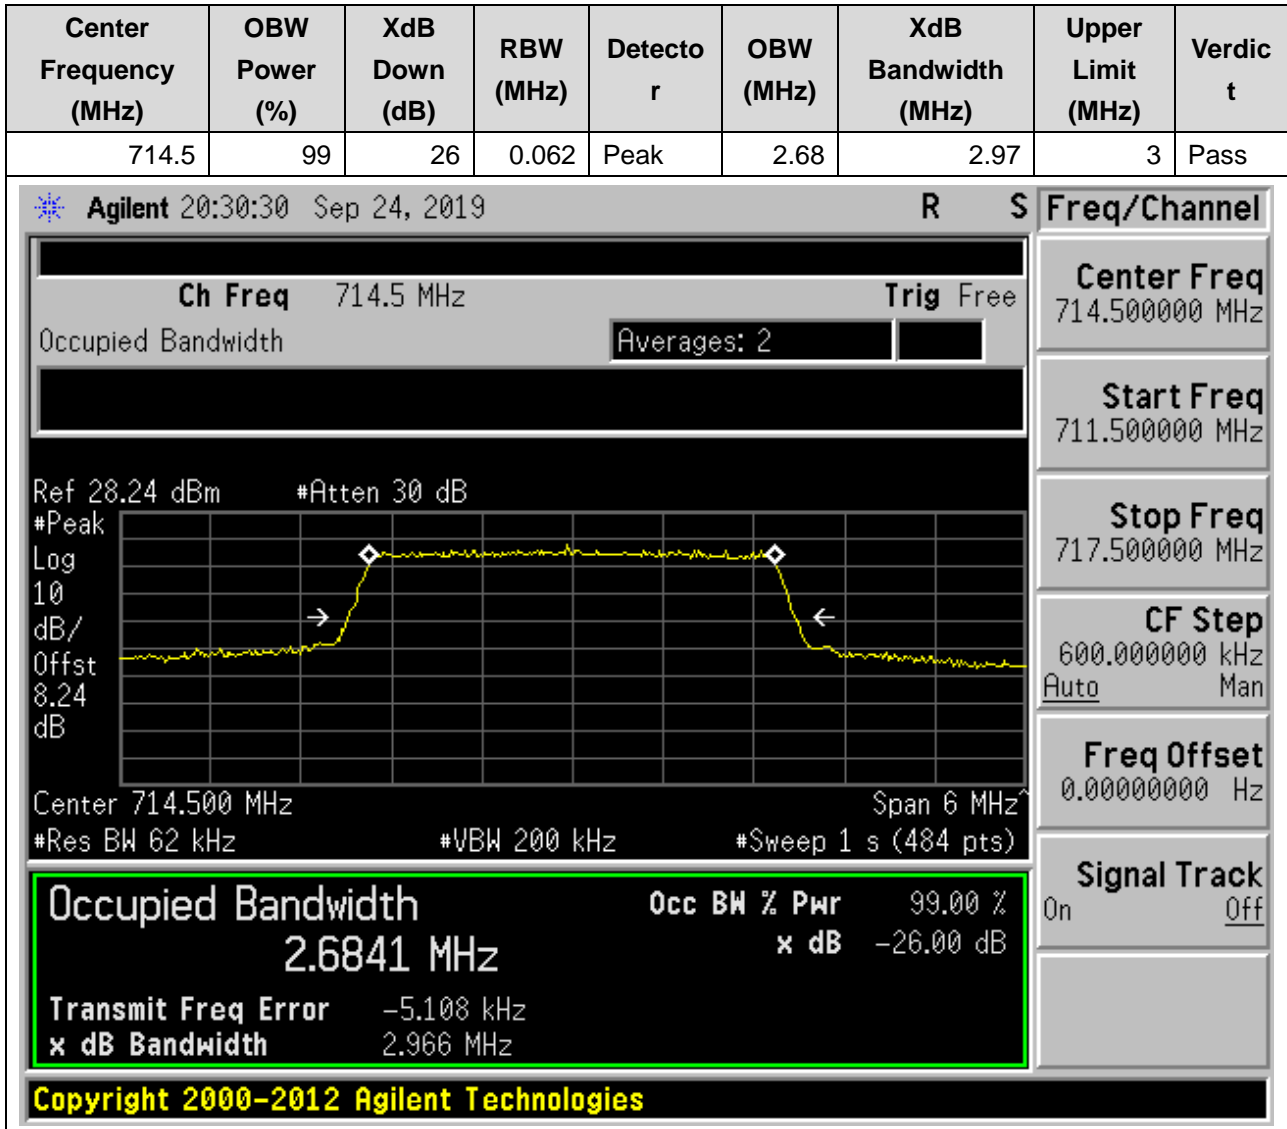 Center Frequency (MHz) OBW Power (%) XdB Down (dB) RBW (MHz) Detecto r OBW (MHz) XdB Bandwidth (MHz) Upper Limit (MHz) Verdic t
714.5 99 26 0.062 Peak 2.68 2.97 3 Pass
Agilent 20:30:30 Sep 24, 2019 R S
Ch Freq 714.5 MHz Trig Free
Occupied Bandwidth Averages: 2
Ref 28.24 dBm #Atten 30 dB
#Peak
Log
10
dB/
Offst
8.24
dB
Center 714.500 MHz Span 6 MHz^
#Res BW 62 kHz #VBW 200 kHz #Sweep 1 s (484 pts)
Occupied Bandwidth Occ BW % Pwr 99.00 %
2.6841 MHz x dB -26.00 dB
Transmit Freq Error -5.108 kHz
x dB Bandwidth 2.966 MHz
Copyright 2000-2012 Agilent Technologies
Freq/Channel
Center Freq
714.500000 MHz
Start Freq
711.500000 MHz
Stop Freq
717.500000 MHz
CF Step
600.000000 kHz
Auto Man
Freq Offset
0.00000000 Hz
Signal Track
On Off